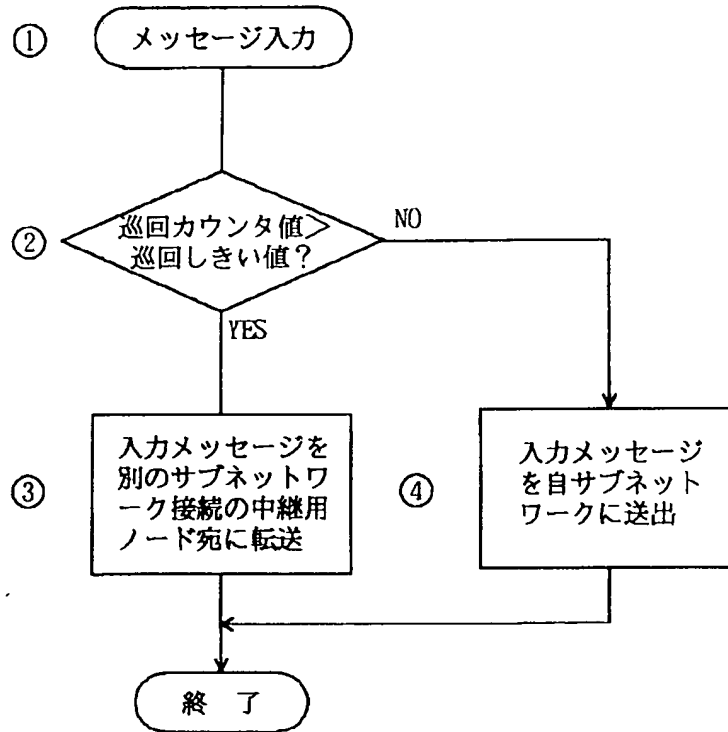 ①
メッセージ入力
②
巡回カウンタ値>
巡回しきい値?
NO
YES
③
入力メッセージを
別のサブネットワ
ーク接続の中継用
ノード宛に転送
④
入力メッセージ
を自サブネット
ワークに送出
終 了